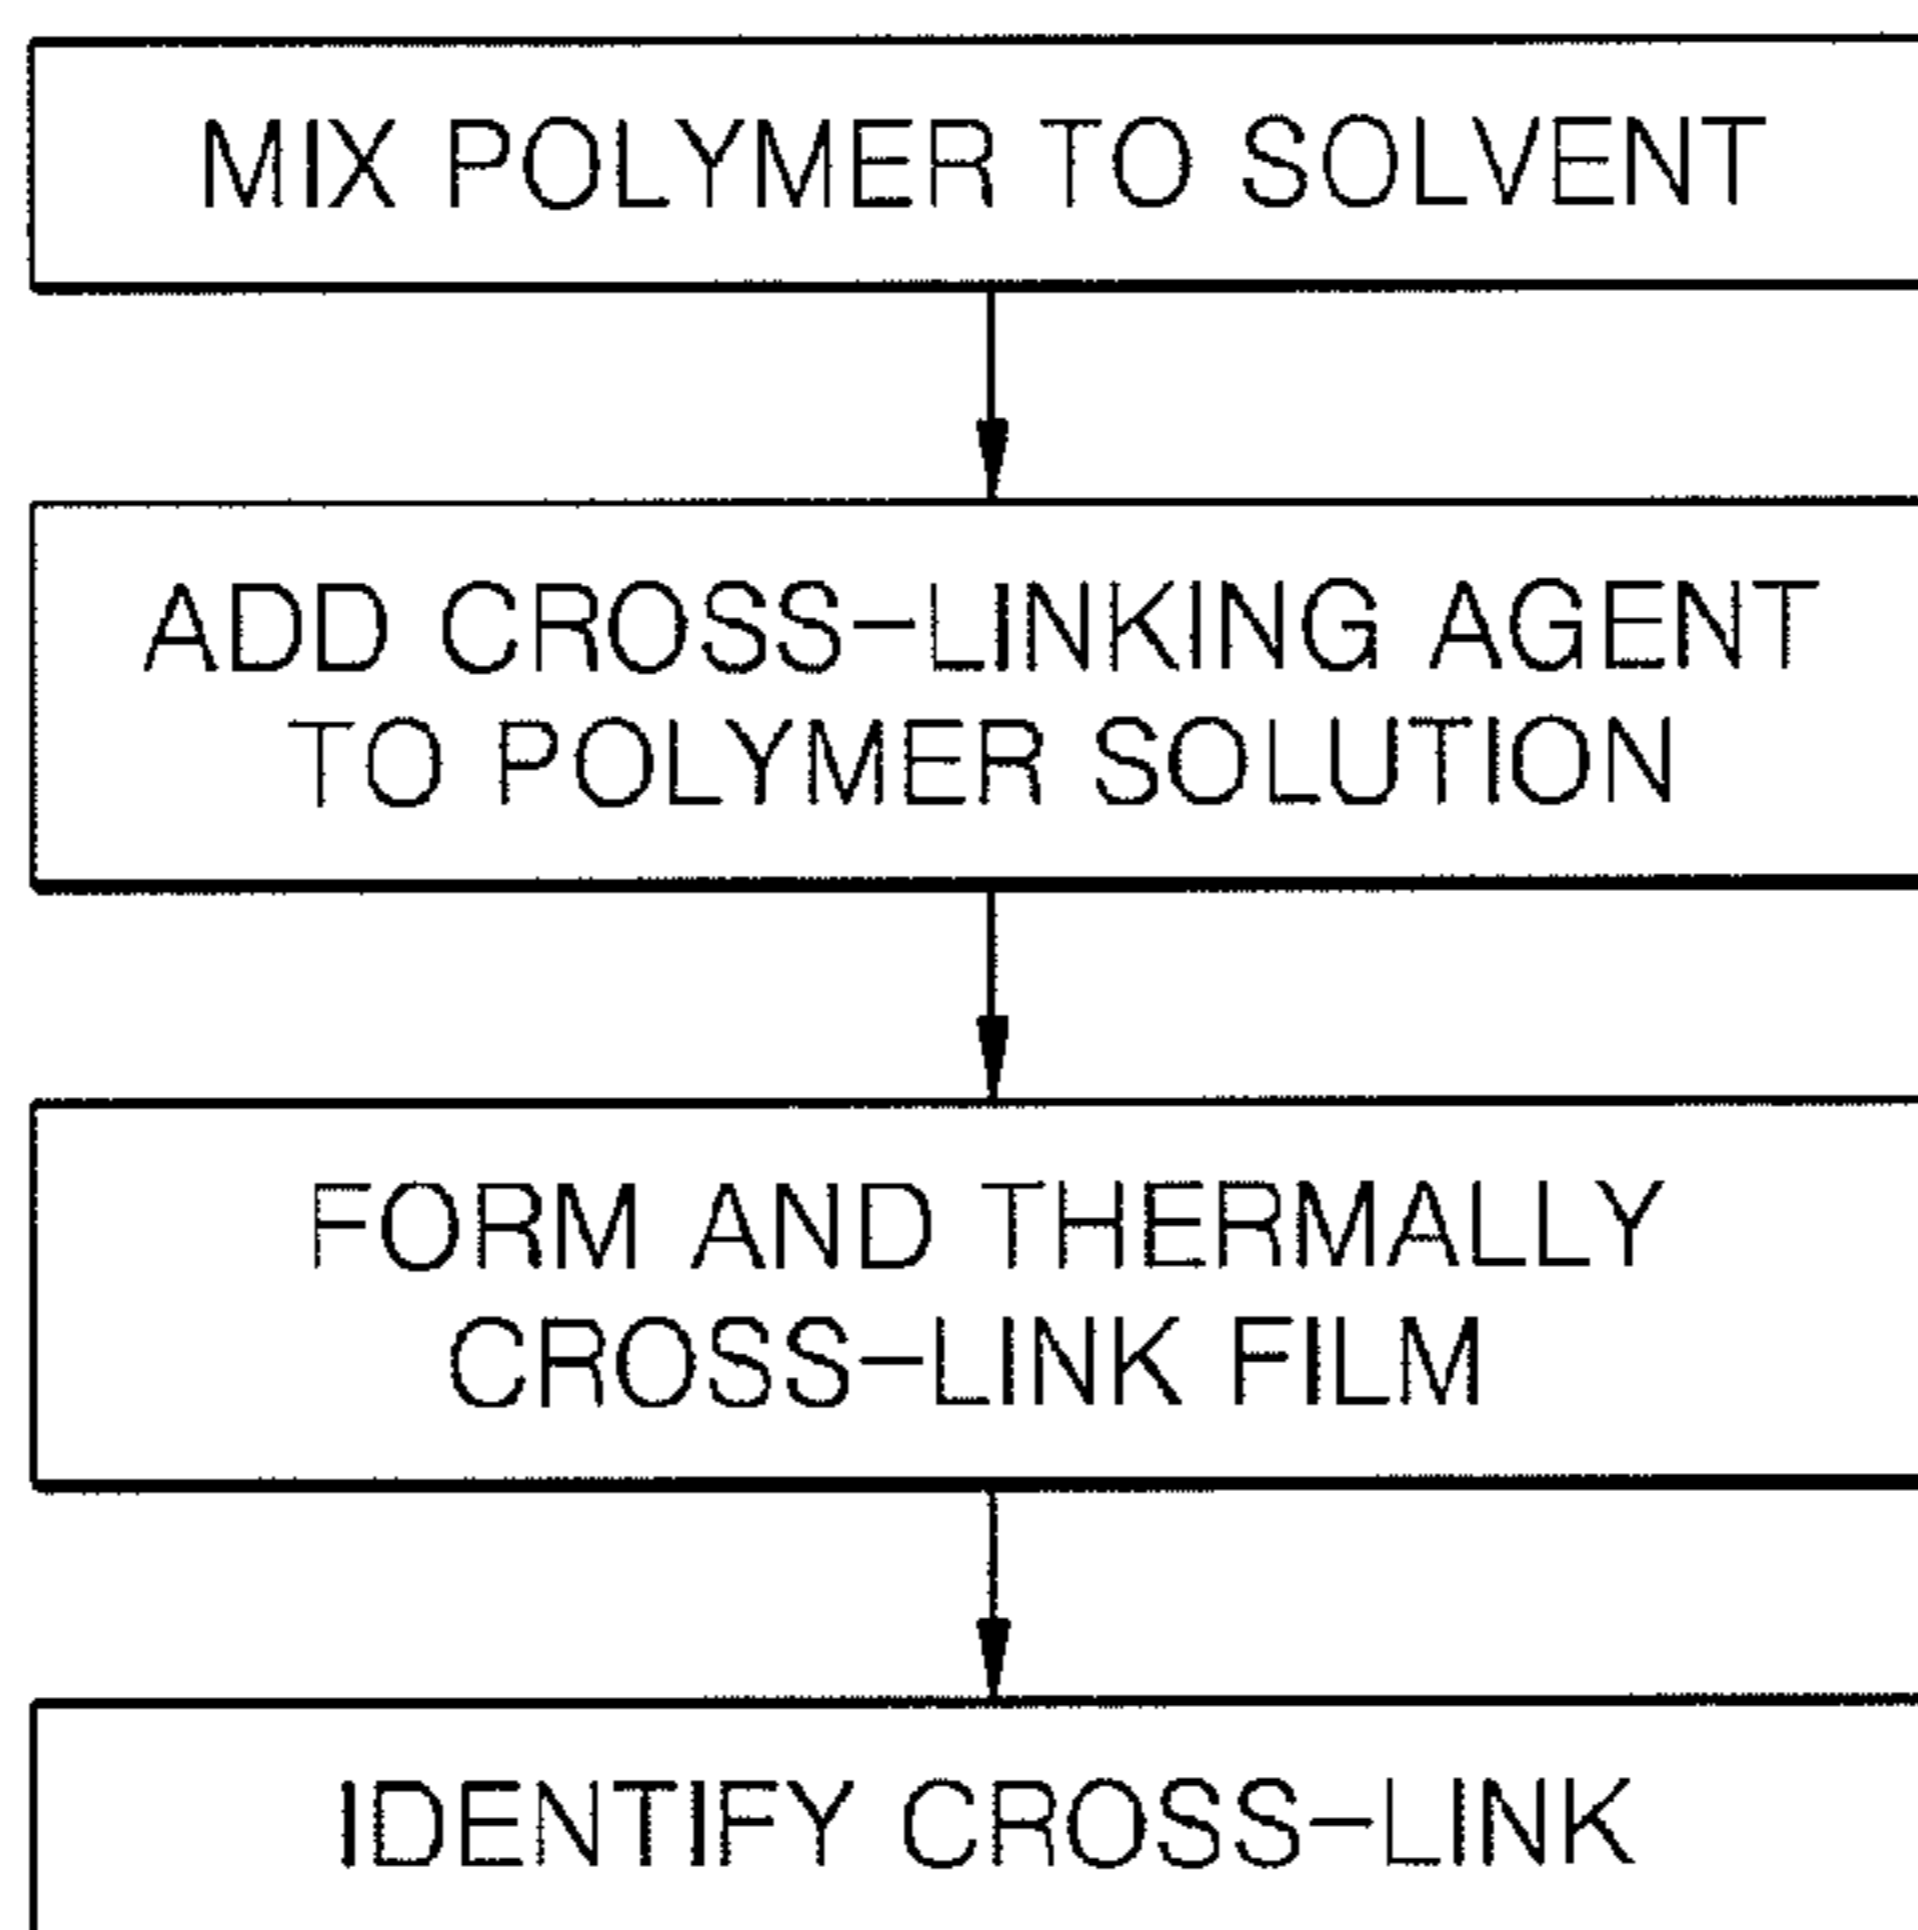 MIX POLYMER TO SOLVENT
ADD CROSS-LINKING AGENT
TO POLYMER SOLUTION
FORM AND THERMALLY
CROSS-LINK FILM
IDENTIFY CROSS-LINK